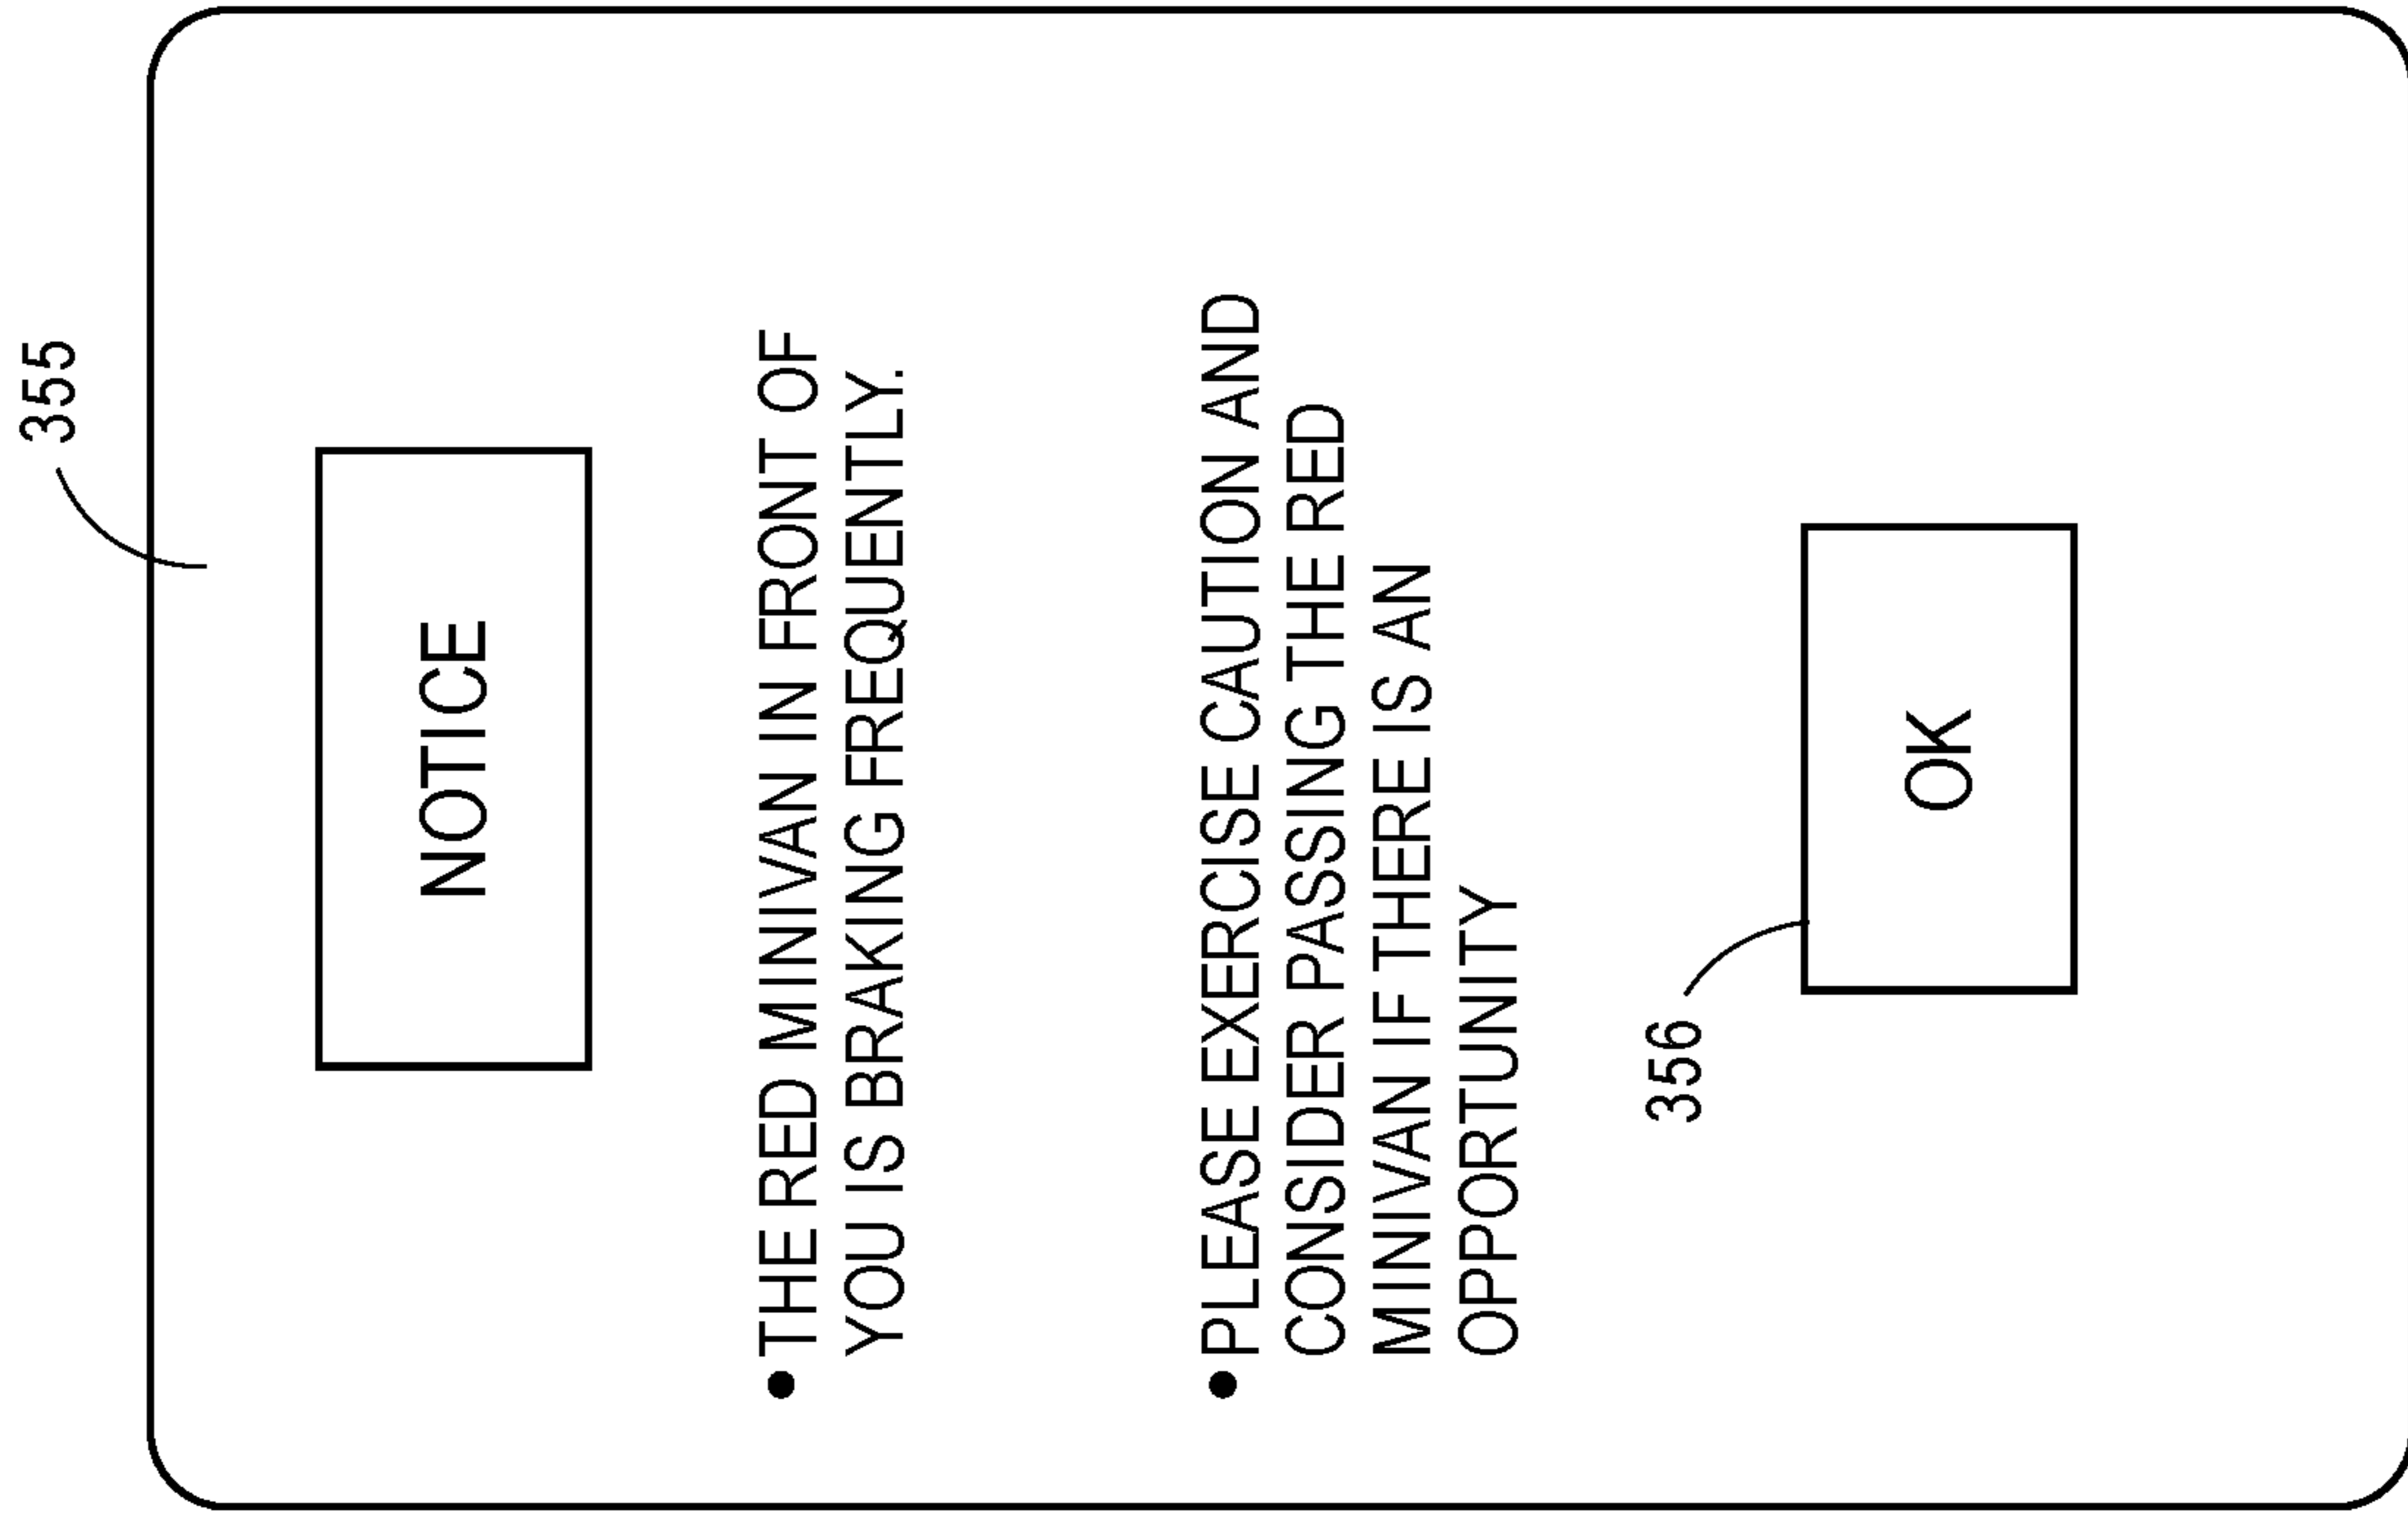 355
NOTICE
• THE RED MINIVAN IN FRONT OF
YOU IS BRAKING FREQUENTLY.
• PLEASE EXERCISE CAUTION AND
CONSIDER PASSING THE RED
MINIVAN IF THERE IS AN
OPPORTUNITY
356
OK